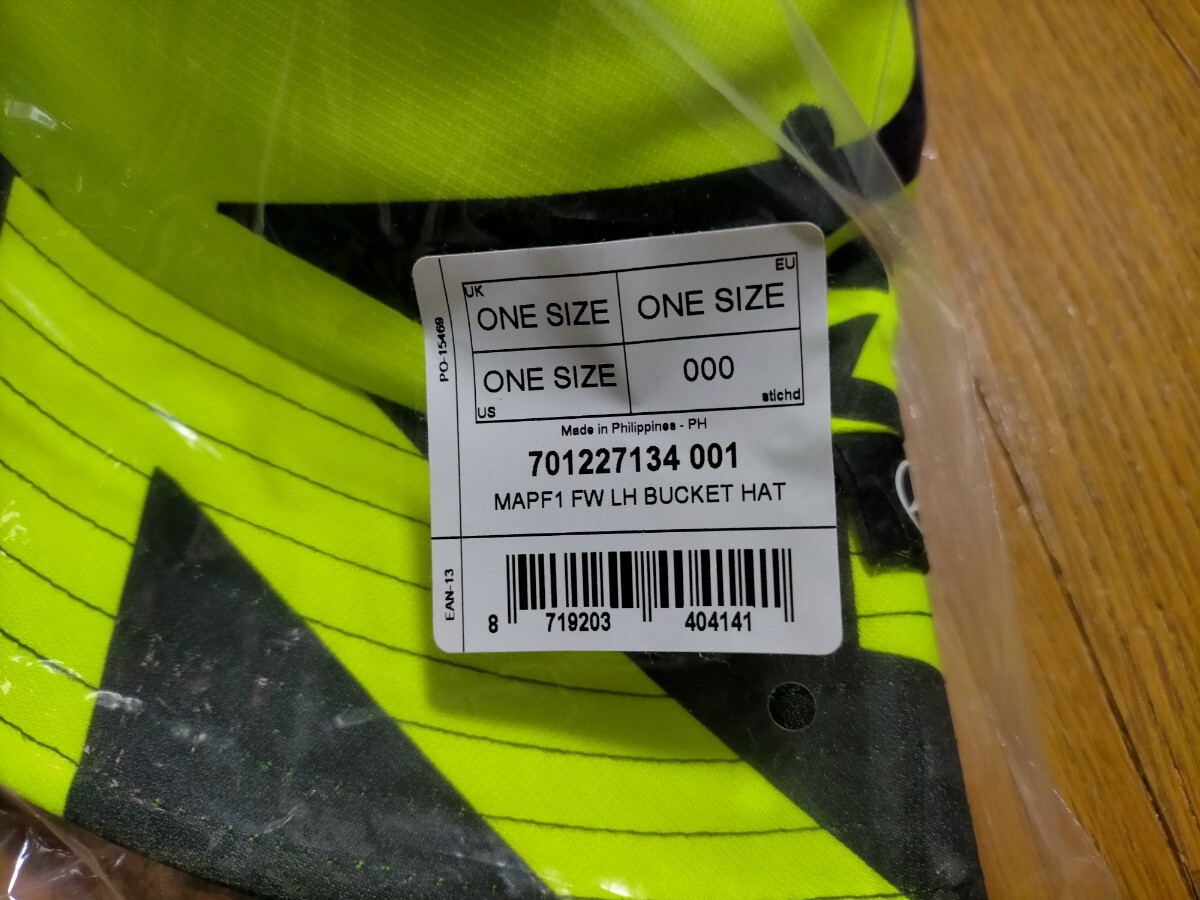 UK
EU
ONE SIZE
ONE SIZE
ONE SIZE
000
US
stichd
Made in Philippines - PH
701227134 001
MAPF1 FW LH BUCKET HAT
PO-15469
EAN-13
8 719203 404141